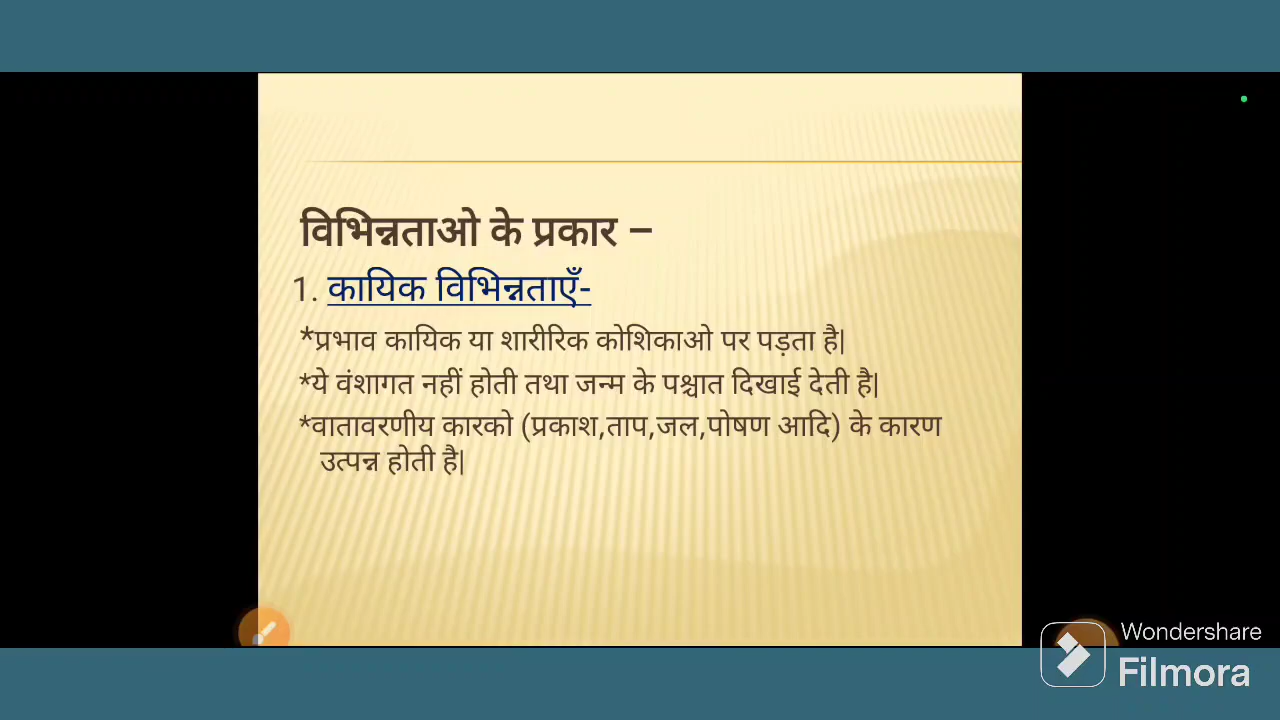 विभिन्नताओ के प्रकार –
1. कायिक विभिन्नताएँ-
*प्रभाव कायिक या शारीरिक कोशिकाओ पर पड़ता है|
*ये वंशागत नहीं होती तथा जन्म के पश्चात दिखाई देती है|
*वातावरणीय कारको (प्रकाश,ताप,जल,पोषण आदि) के कारण
उत्पन्न होती है|
Wondershare
Filmora